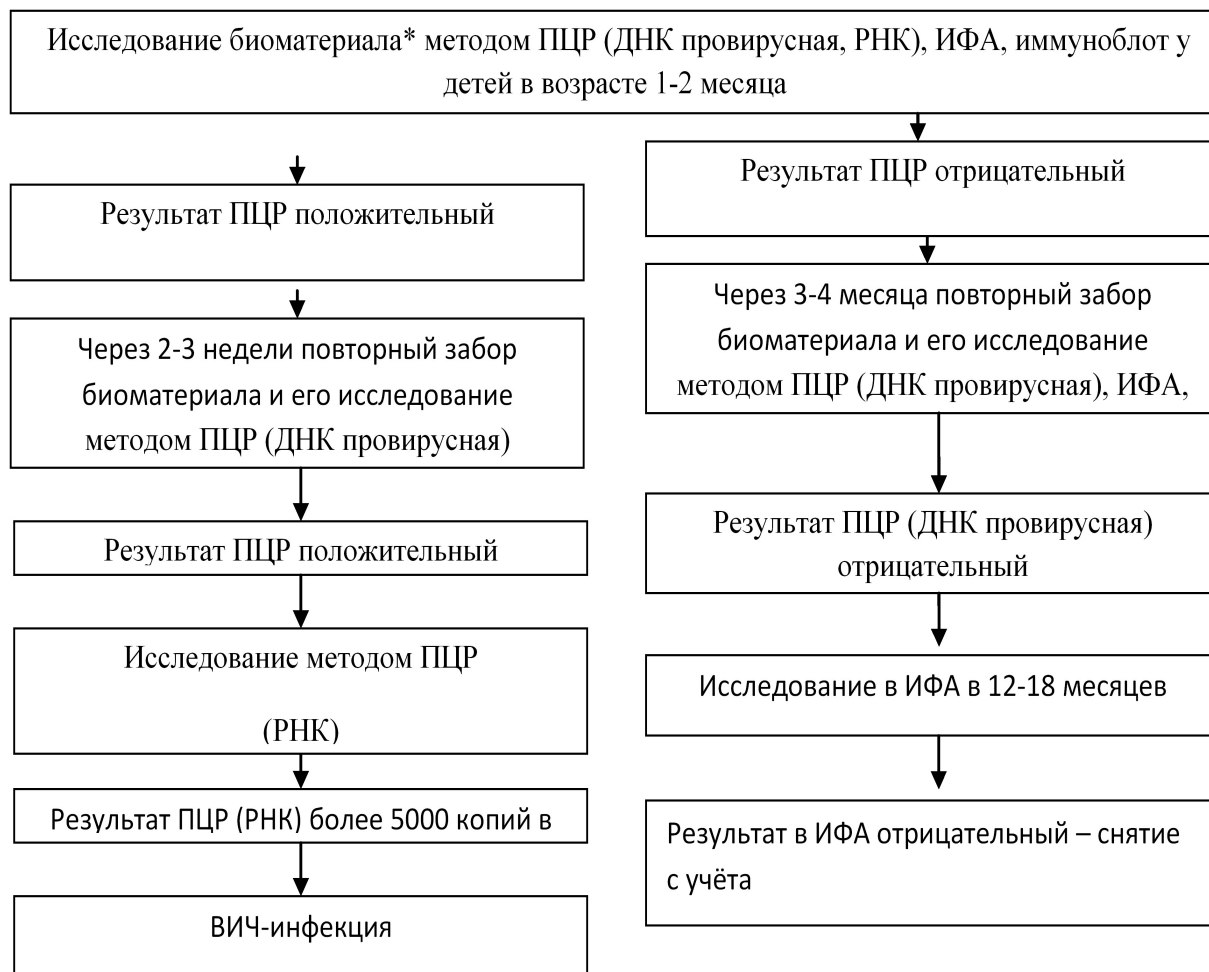 Исследование биоматериала* методом ПЦР (ДНК провирусная, РНК), ИФА, иммуноблот у
детей в возрасте 1-2 месяца
Результат ПЦР положительный
Через 2-3 недели повторный забор
биоматериала и его исследование
методом ПЦР (ДНК провирусная)
Результат ПЦР положительный
Исследование методом ПЦР
(РНК)
Результат ПЦР (РНК) более 5000 копий в
ВИЧ-инфекция
Результат ПЦР отрицательный
Через 3-4 месяца повторный забор
биоматериала и его исследование
методом ПЦР (ДНК провирусная), ИФА,
Результат ПЦР (ДНК провирусная)
отрицательный
Исследование в ИФА в 12-18 месяцев
Результат в ИФА отрицательный – снятие
с учёта